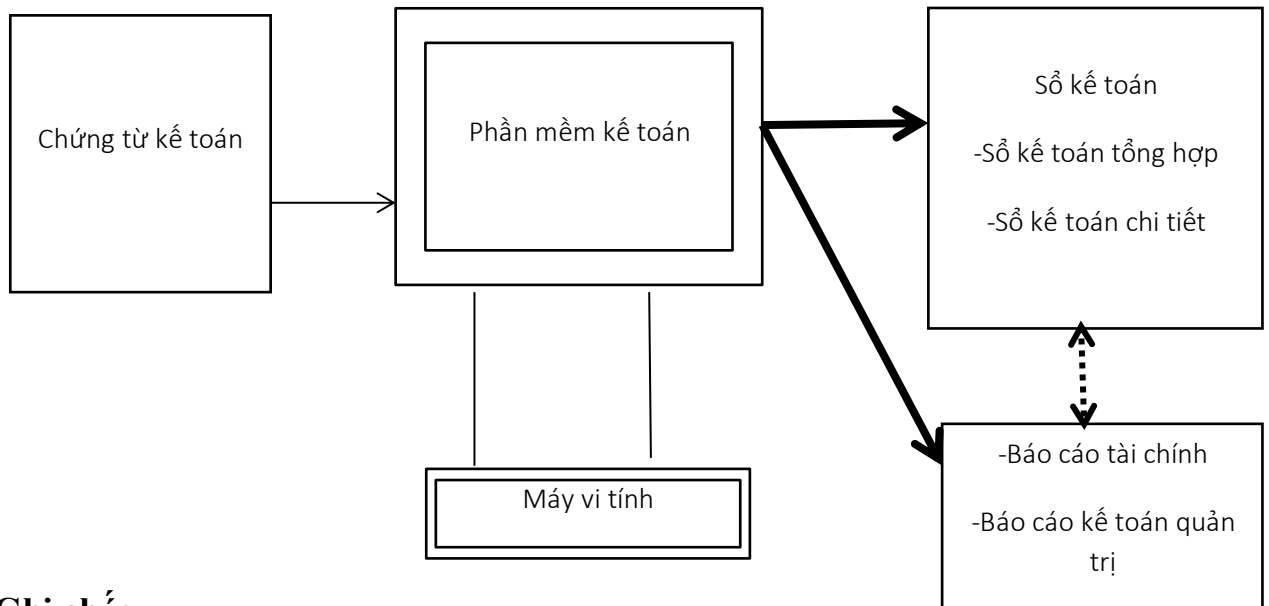 Chứng từ kế toán
Phần mềm kế toán
Sổ kế toán
-Sổ kế toán tổng hợp
-Sổ kế toán chi tiết
Máy vi tính
-Báo cáo tài chính
-Báo cáo kế toán quản
trị